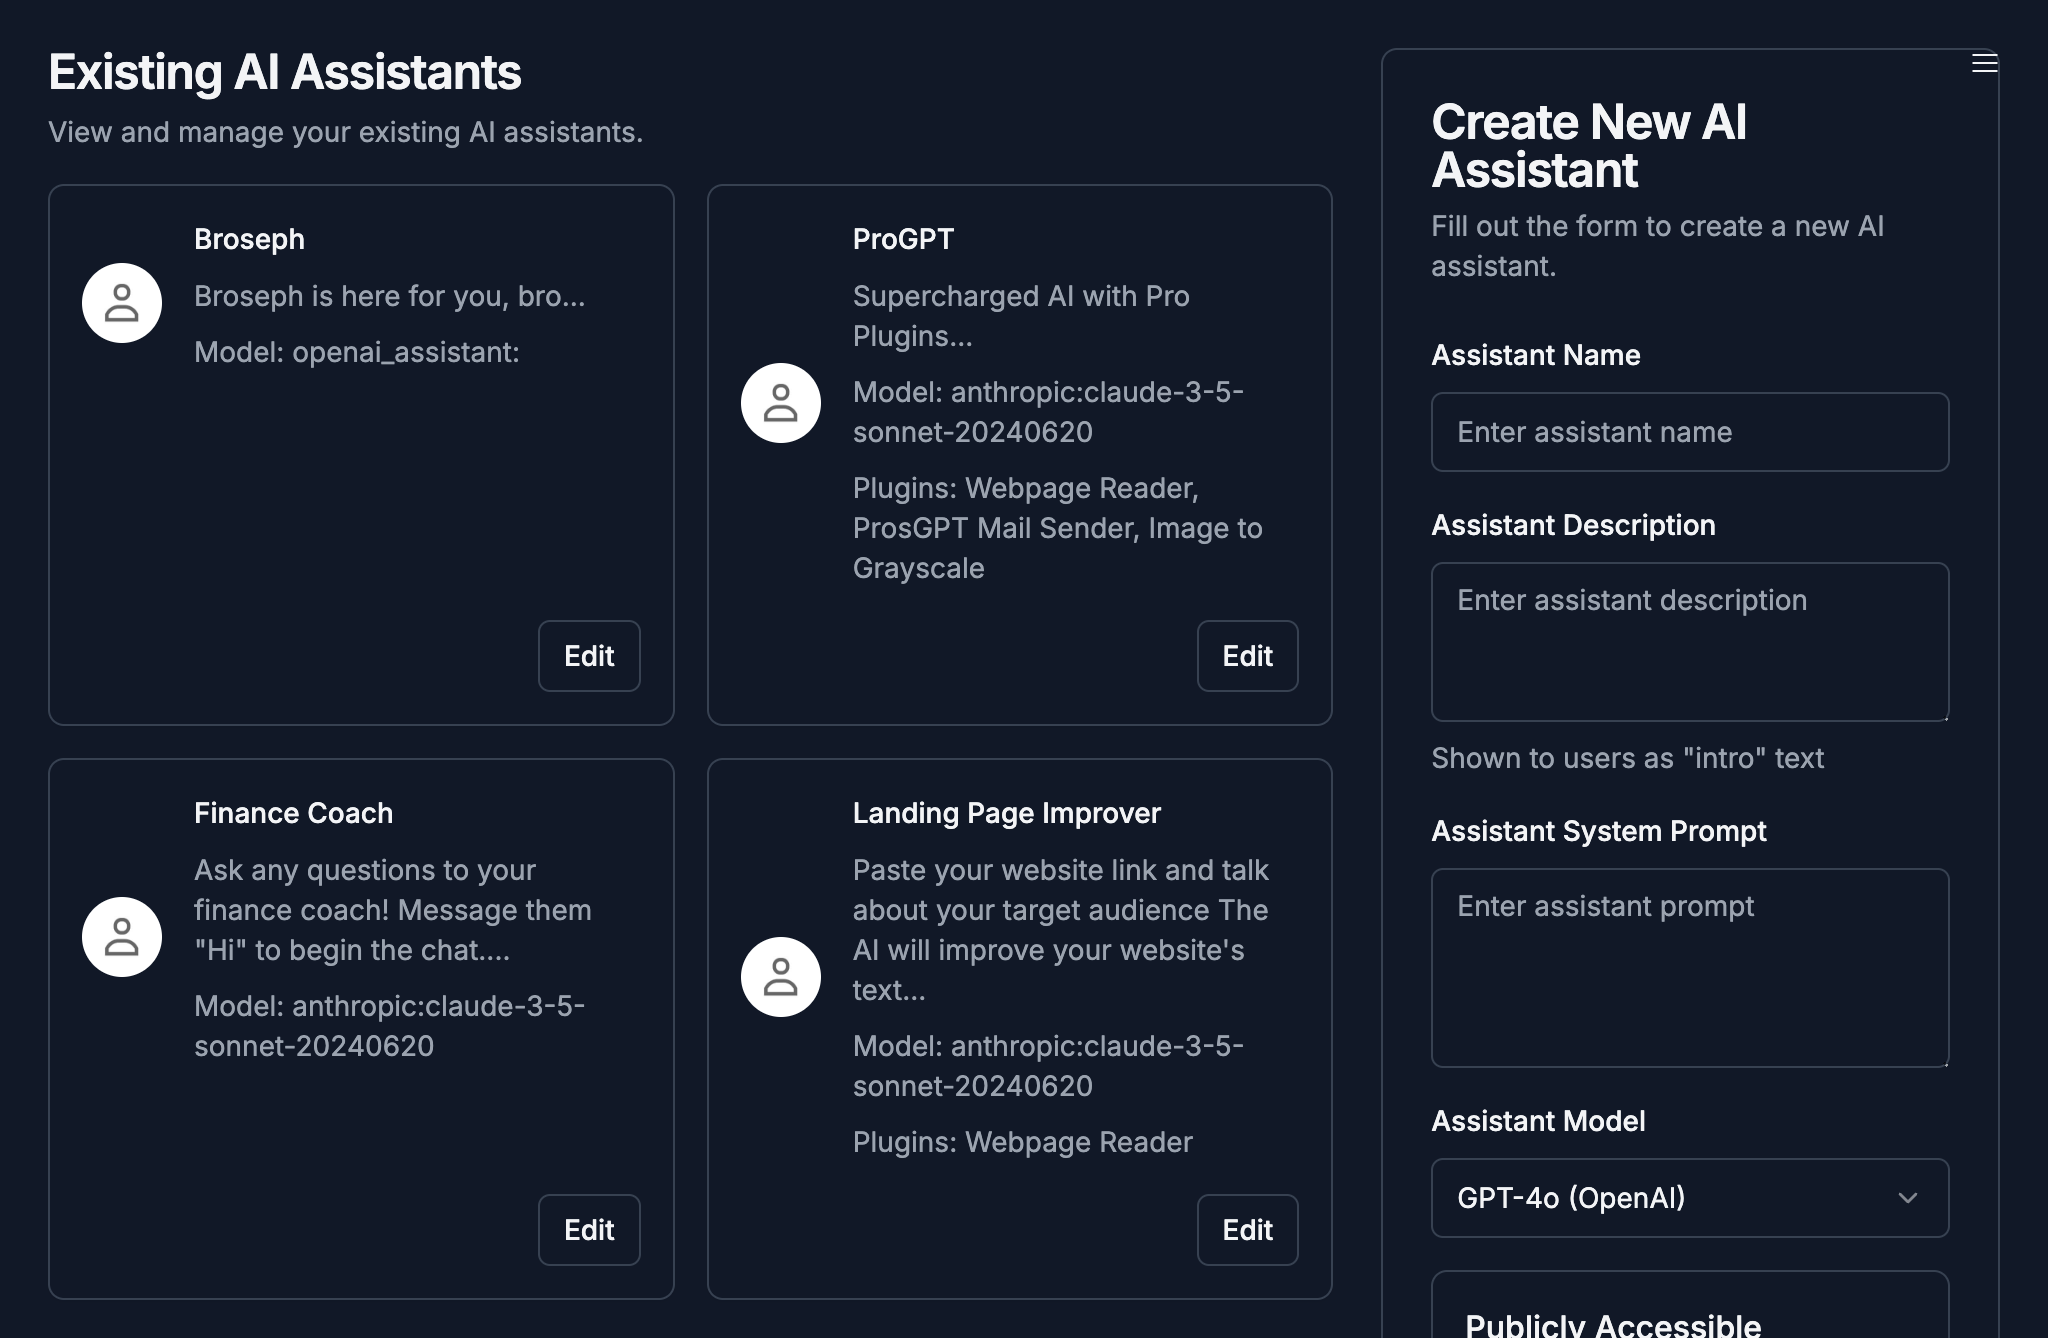 Existing AI Assistants
View and manage your existing AI assistants.
Broseph
Broseph is here for you, bro...
Model: openai_assistant:
Edit
ProGPT
Supercharged AI with Pro
Plugins...
Model: anthropic:claude-3-5-
sonnet-20240620
Plugins: Webpage Reader,
ProsGPT Mail Sender, Image to
Grayscale
Edit
Finance Coach
Ask any questions to your
finance coach! Message them
"Hi" to begin the chat....
Model: anthropic:claude-3-5-
sonnet-20240620
Edit
Landing Page Improver
Paste your website link and talk
about your target audience The
AI will improve your website's
text...
Model: anthropic:claude-3-5-
sonnet-20240620
Plugins: Webpage Reader
Edit
Create New AI
Assistant
Fill out the form to create a new AI
assistant.
Assistant Name
Enter assistant name
Assistant Description
Enter assistant description
Shown to users as "intro" text
Assistant System Prompt
Enter assistant prompt
Assistant Model
GPT-4o (OpenAI)
Publicly Accessible